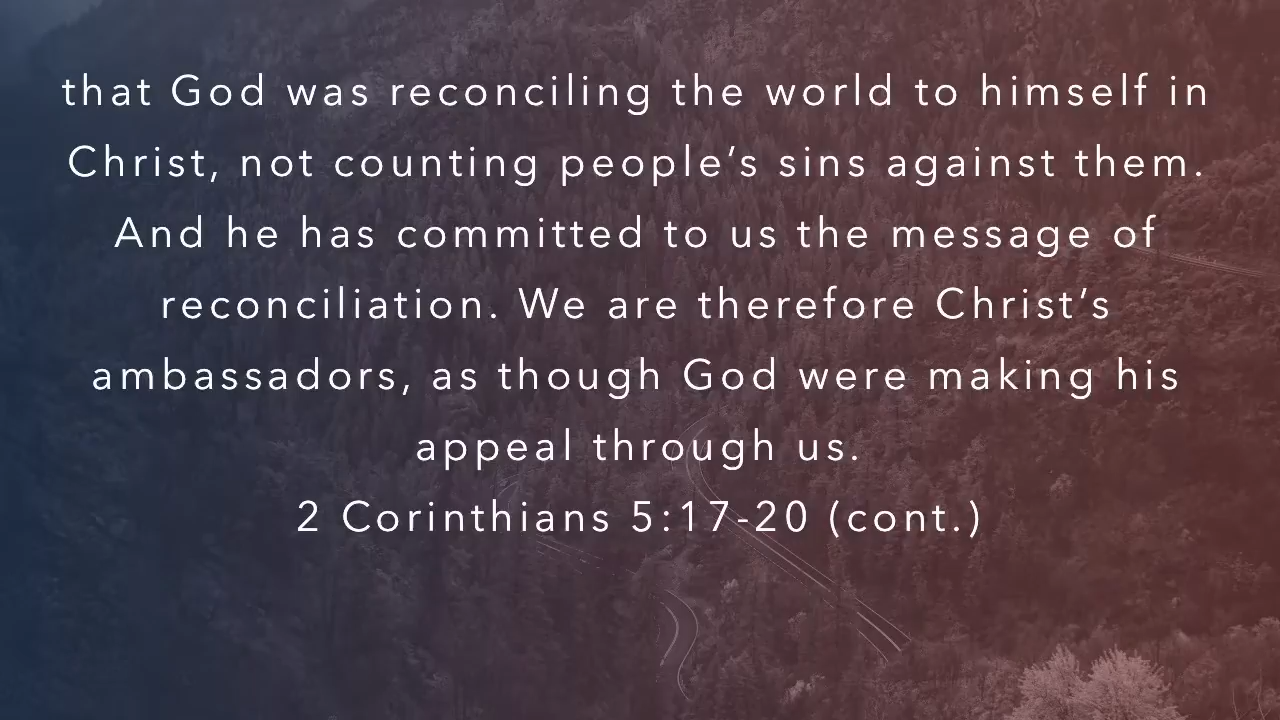 that God was reconciling the world to himself in
Christ, not counting people’s sins against them.
And he has committed to us the message of
reconciliation. We are therefore Christ’s
ambassadors, as though God were making his
appeal through us.
2 Corinthians 5:17-20 (cont.)